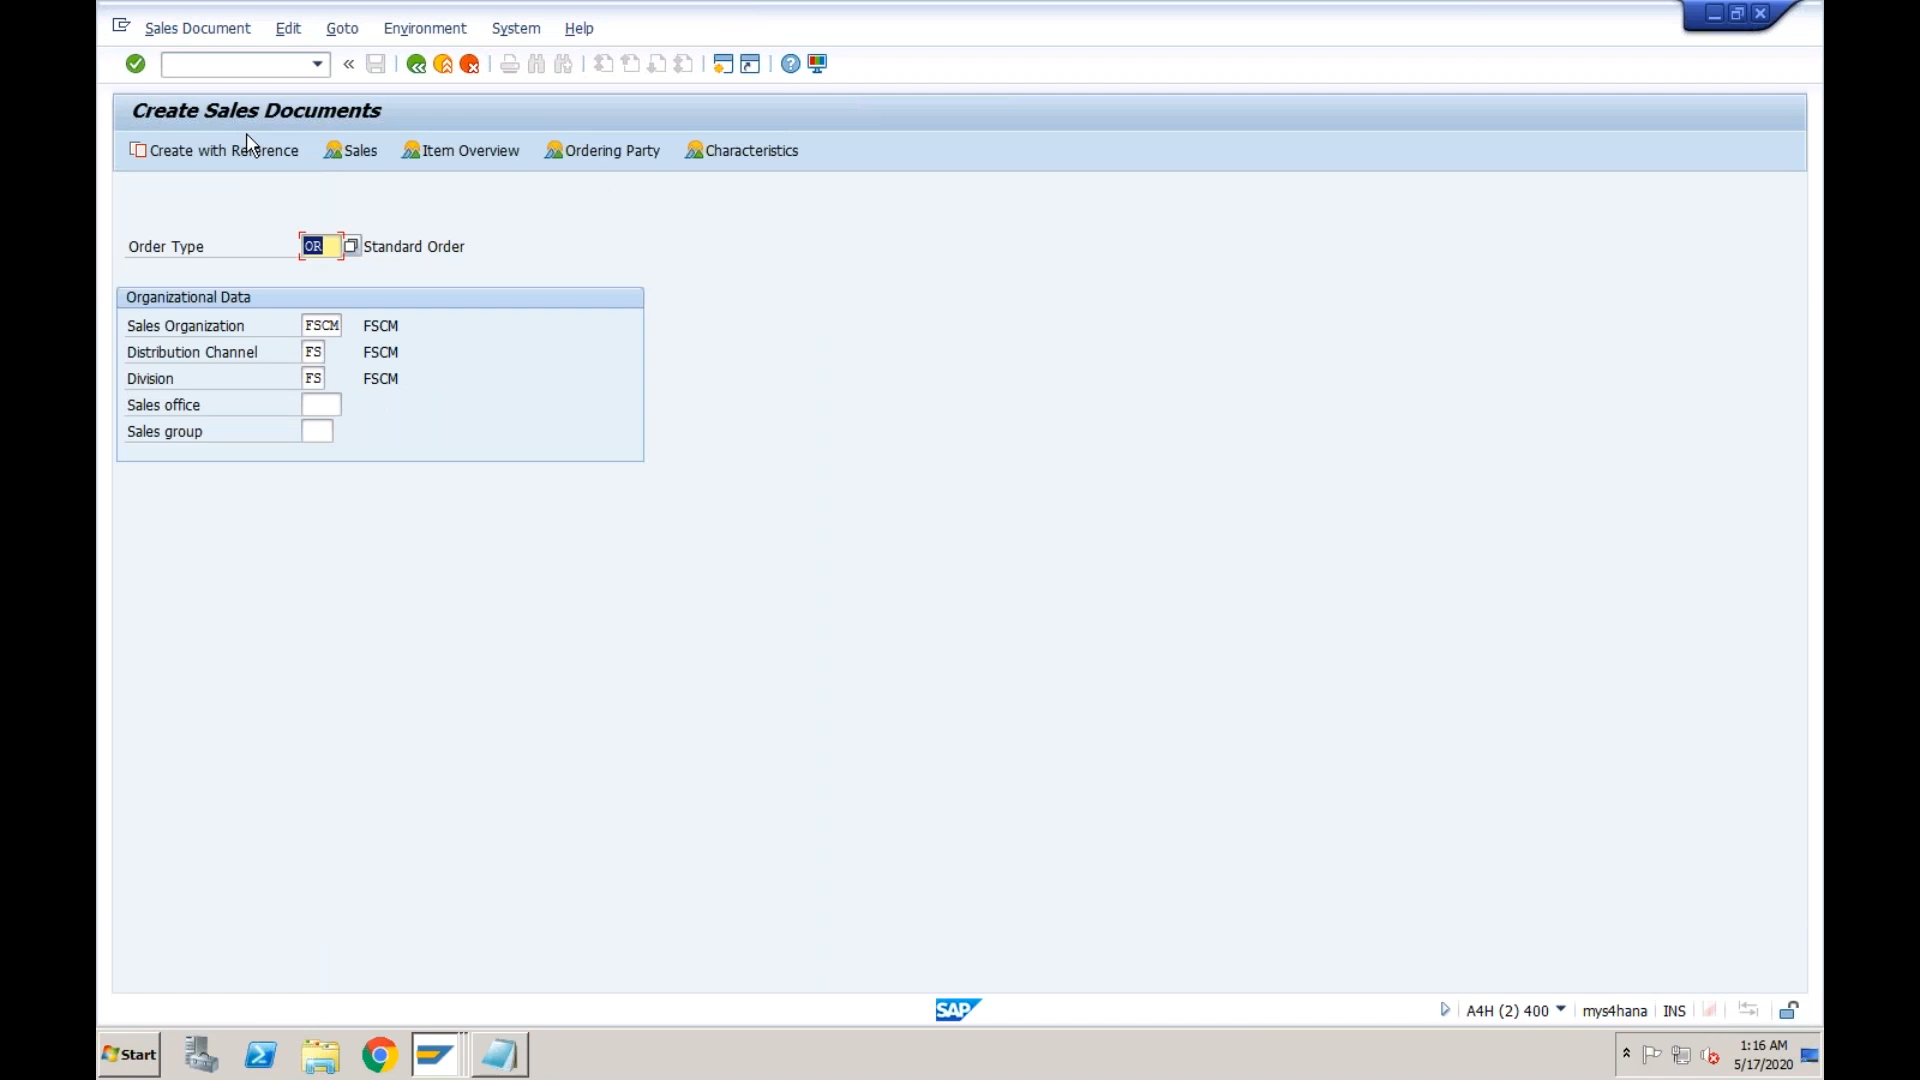 Sales Document Edit Goto Environment System Help
Create Sales Documents
Create with Reference Sales Item Overview Ordering Party Characteristics
Order Type OR Standard Order
Organizational Data
Sales Organization FSCM FSCM
Distribution Channel FS FSCM
Division FS FSCM
Sales office
Sales group
SAP A4H (2) 400 mys4hana INS
Start
1:16 AM
5/17/2020